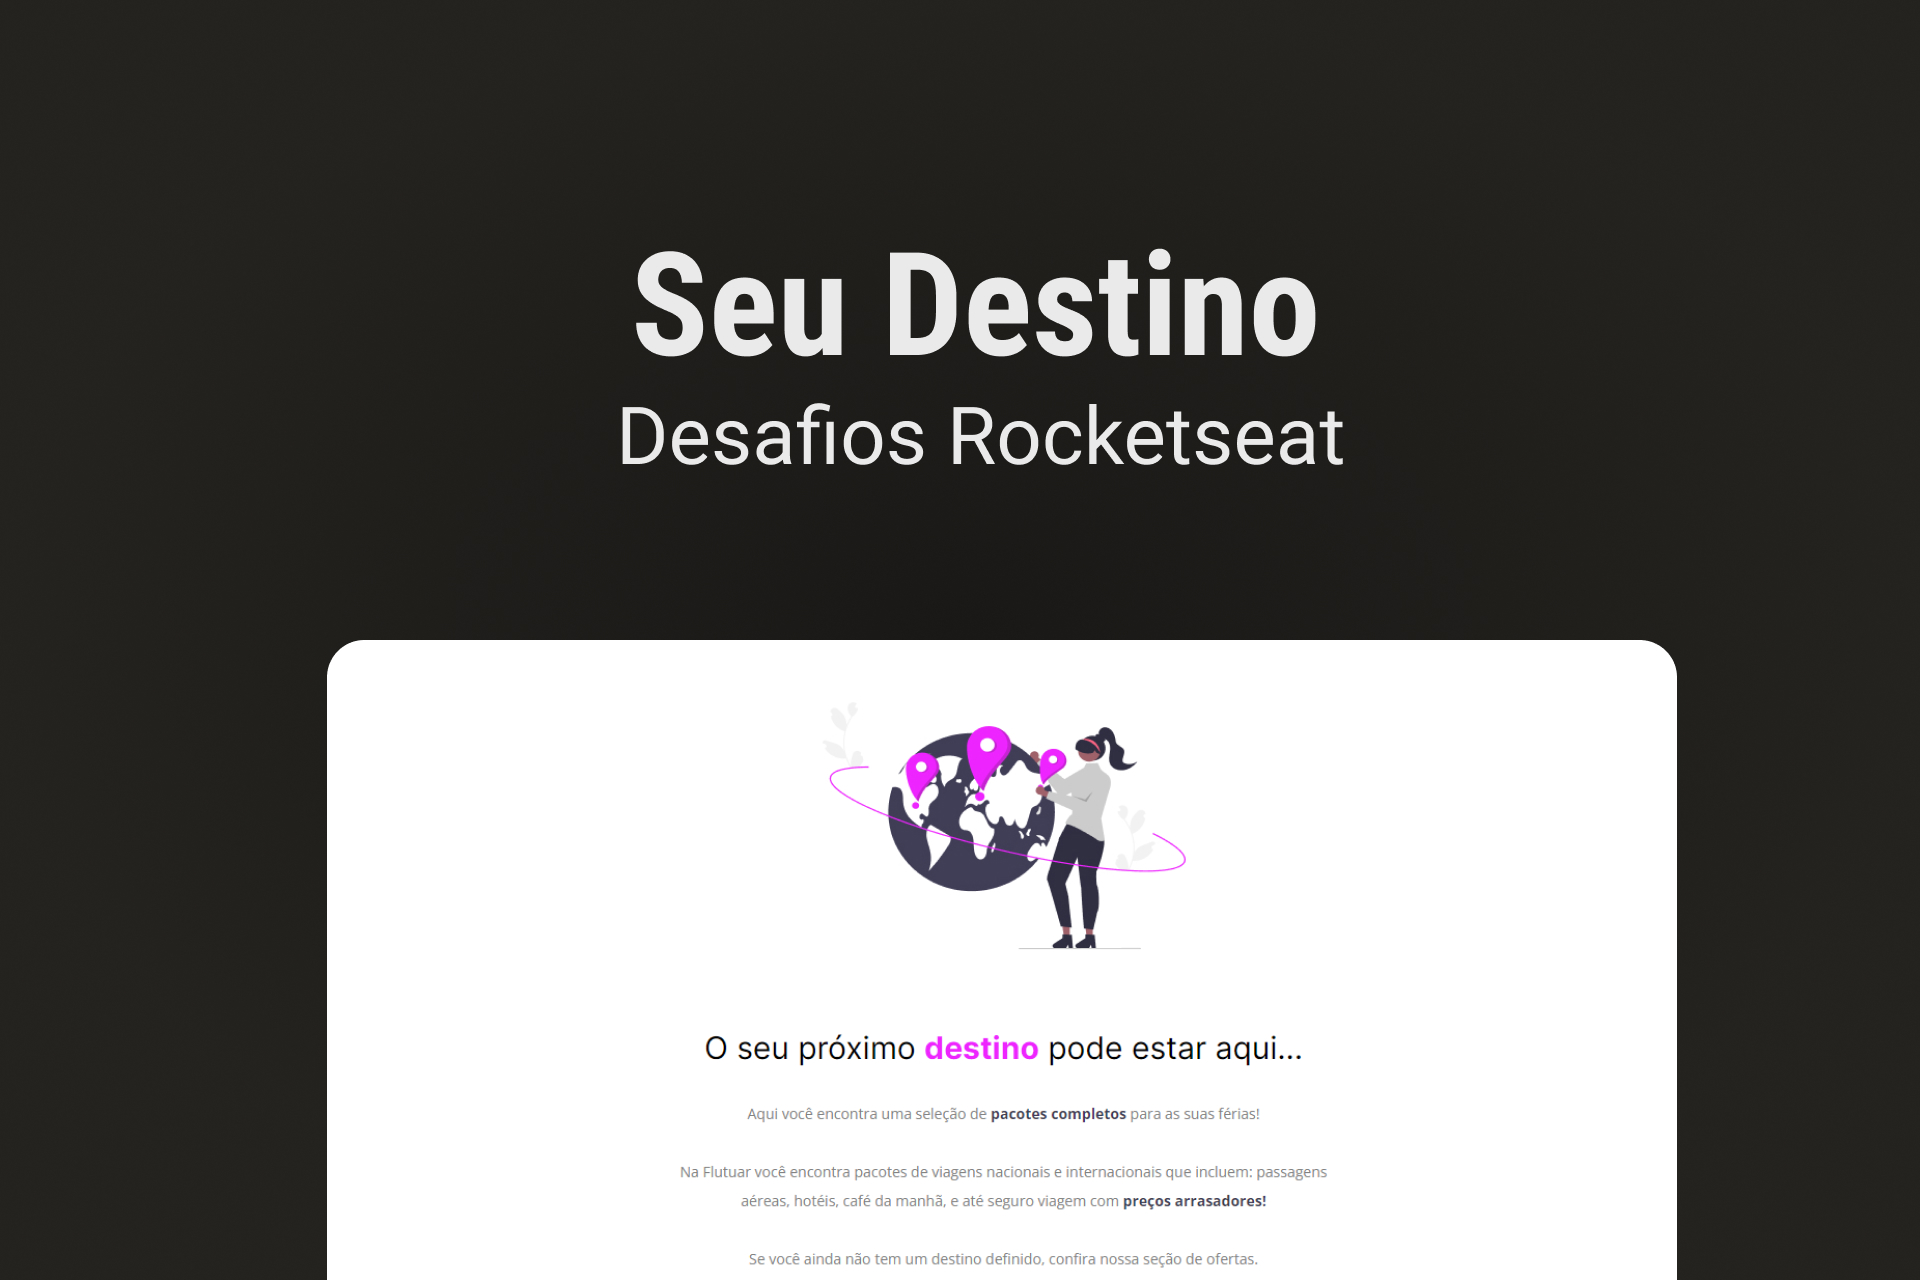 Seu Destino
Desafios Rocketseat
O seu próximo destino pode estar aqui...
Aqui você encontra uma seleção de pacotes completos para as suas férias!
Na Flutuar você encontra pacotes de viagens nacionais e internacionais que incluem: passagens
aéreas, hotéis, café da manhã, e até seguro viagem com preços arrasadores!
Se você ainda não tem um destino definido, confira nossa seção de ofertas.